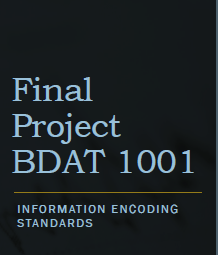 Final
Project
BDAT 1001
INFORMATION ENCODING
STANDARDS